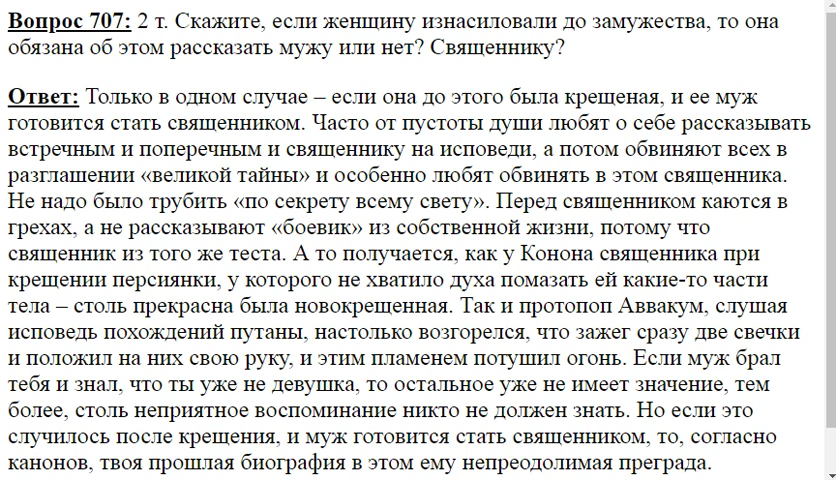 Вопрос 707: 2 т. Скажите, если женщину изнасиловали до замужества, то она
обязана об этом рассказать мужу или нет? Священнику?
Ответ: Только в одном случае – если она до этого была крещеная, и ее муж
готовится стать священником. Часто от пустоты души любят о себе рассказывать
встречным и поперечным и священнику на исповеди, а потом обвиняют всех в
разглашении «великой тайны» и особенно любят обвинять в этом священника.
Не надо было трубить «по секрету всему свету». Перед священником каются в
грехах, а не рассказывают «боевик» из собственной жизни, потому что
священник из того же теста. А то получается, как у Конона священника при
крещении персиянки, у которого не хватило духа помазать ей какие-то части
тела – столь прекрасна была новокрещенная. Так и протопоп Аввакум, слушая
исповедь похождений путаны, настолько возгорелся, что зажег сразу две свечки
и положил на них свою руку, и этим пламенем потушил огонь. Если муж брал
тебя и знал, что ты уже не девушка, то остальное уже не имеет значение, тем
более, столь неприятное воспоминание никто не должен знать. Но если это
случилось после крещения, и муж готовится стать священником, то, согласно
канонов, твоя прошлая биография в этом ему непреодолимая преграда.